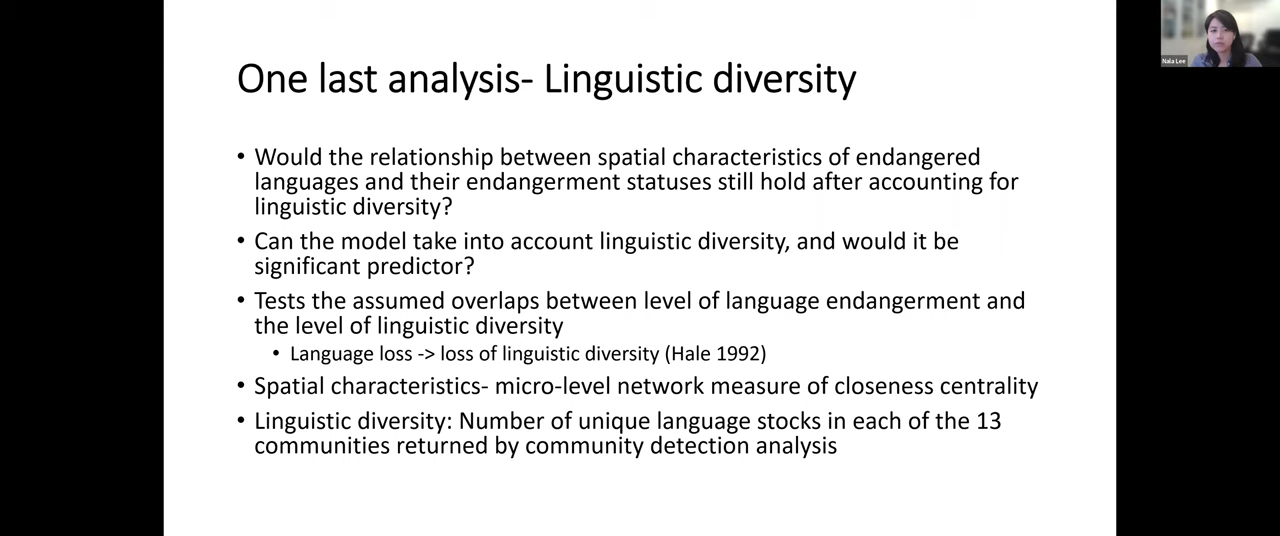 One last analysis- Linguistic diversity
• Would the relationship between spatial characteristics of endangered
languages and their endangerment statuses still hold after accounting for
linguistic diversity?
• Can the model take into account linguistic diversity, and would it be
significant predictor?
• Tests the assumed overlaps between level of language endangerment and
the level of linguistic diversity
• Language loss -> loss of linguistic diversity (Hale 1992)
• Spatial characteristics- micro-level network measure of closeness centrality
• Linguistic diversity: Number of unique language stocks in each of the 13
communities returned by community detection analysis
Nala Lee